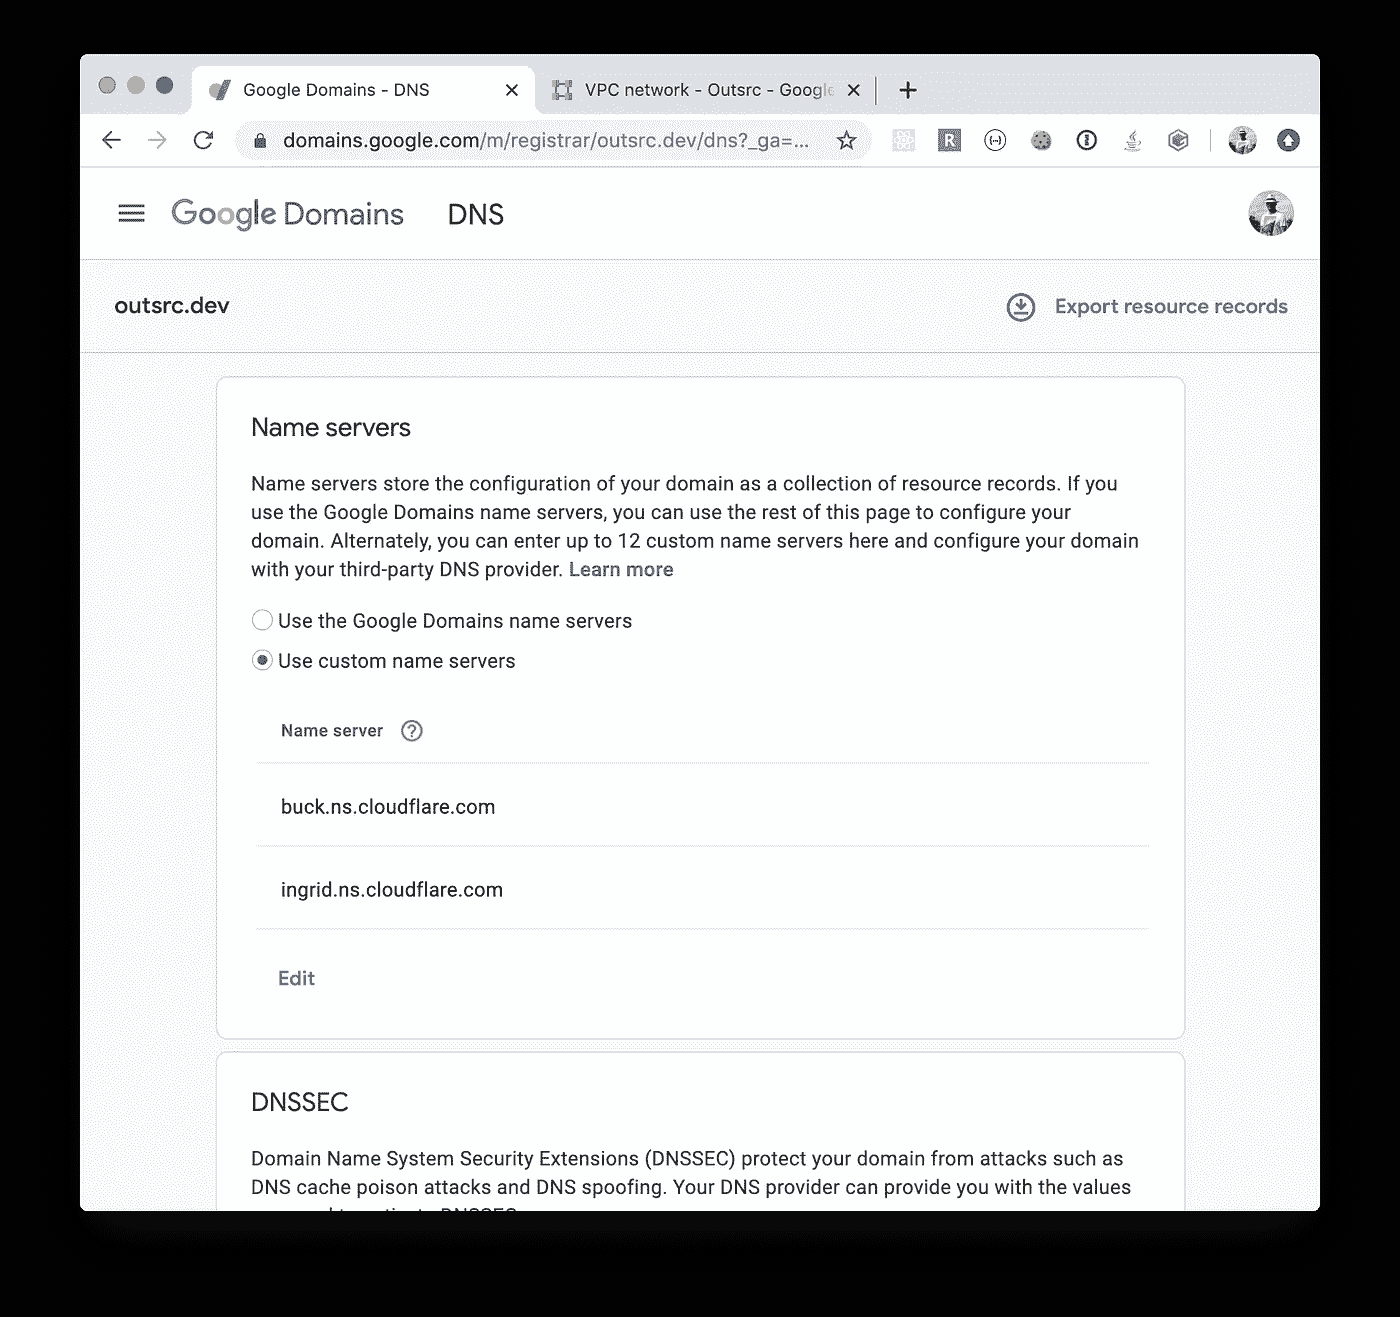 Google Domains - DNS
VPC network - Outsrc - Google
domains.google.com/m/registrar/outsrc.dev/dns?_ga=...
R
Google Domains DNS
outsrc.dev
Export resource records
Name servers
Name servers store the configuration of your domain as a collection of resource records. If you
use the Google Domains name servers, you can use the rest of this page to configure your
domain. Alternately, you can enter up to 12 custom name servers here and configure your domain
with your third-party DNS provider. Learn more
Use the Google Domains name servers
Use custom name servers
Name server ?
buck.ns.cloudflare.com
ingrid.ns.cloudflare.com
Edit
DNSSEC
Domain Name System Security Extensions (DNSSEC) protect your domain from attacks such as
DNS cache poison attacks and DNS spoofing. Your DNS provider can provide you with the values